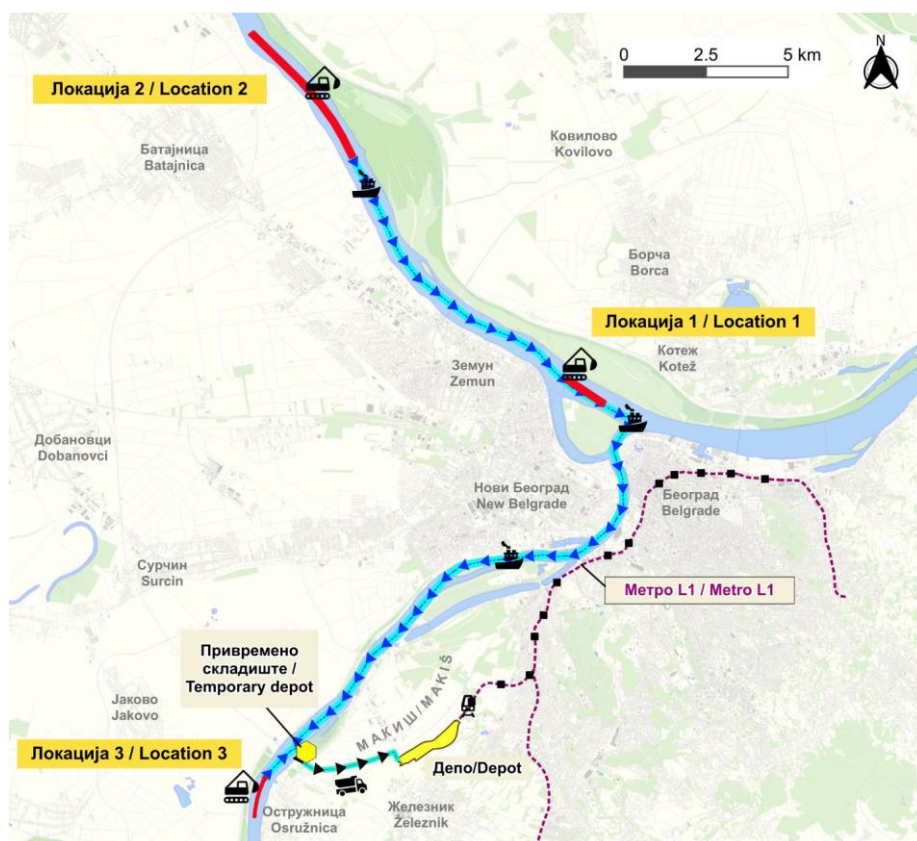 0 2.5 5 km
N
Локација 2 / Location 2
Батајница
Batajnica
Ковилово
Kovilovo
Борча
Borca
Локација 1 / Location 1
Котеж
Kotež
Земун
Zemun
Добановци
Dobanovci
Нови Београд
New Belgrade
Београд
Belgrade
Сурчин
Surcin
Метро L1 / Metro L1
Привремено
складиште /
Temporary depot
МАКИШ/MAKIŠ
Јаково
Jakovo
Локација 3 / Location 3
Депо/Depot
Остружница
Osružnica
Железник
Železnik